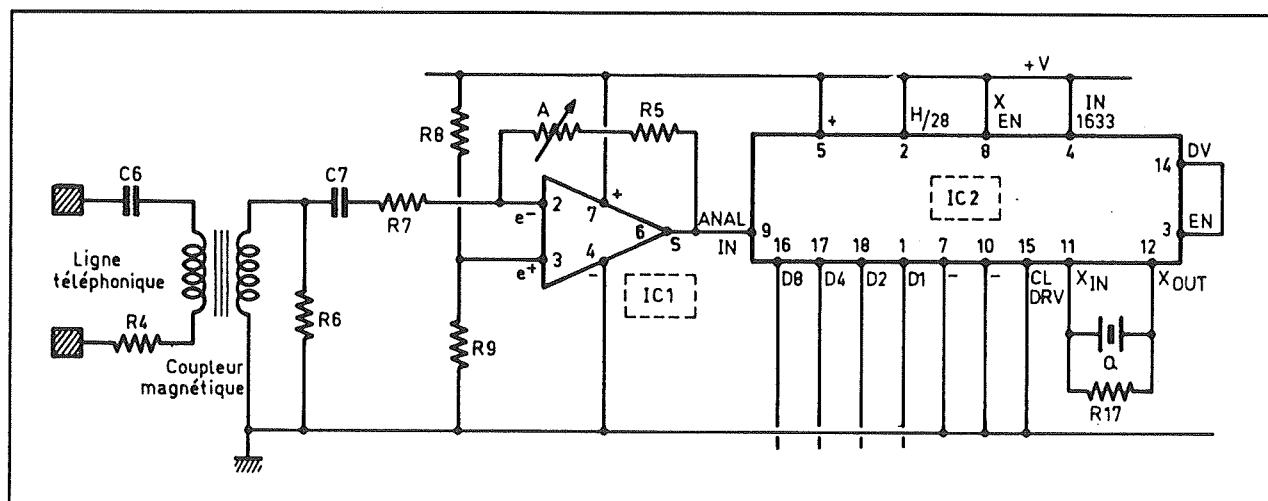 +V
R8
A
R5
+
H/28
X
EN
IN
1633
5
2
8
4
DV
14
C6
C7
R7
e-
2
7
+
IC2
EN
3
ANAL
IN
9
6
5
Ligne
téléphonique
3
e+
4
-
IC1
16
17
18
1
7
10
15
11
12
D8
D4
D2
D1
-
-
CL
DRV
XIN
XOUT
R4
R6
R9
Coupleur
magnétique
Q
R17